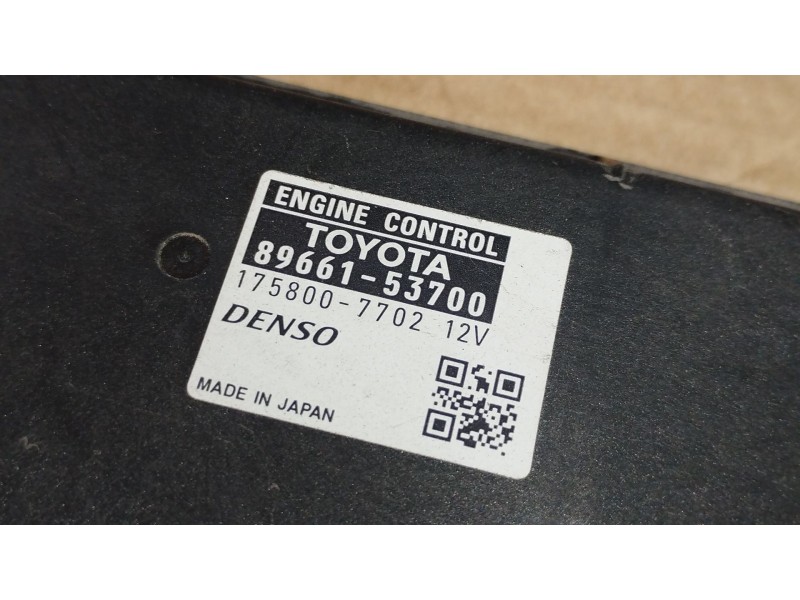 ENGINE CONTROL
TOYOTA
89661-53700
175800-7702 12V
DENSO
MADE IN JAPAN